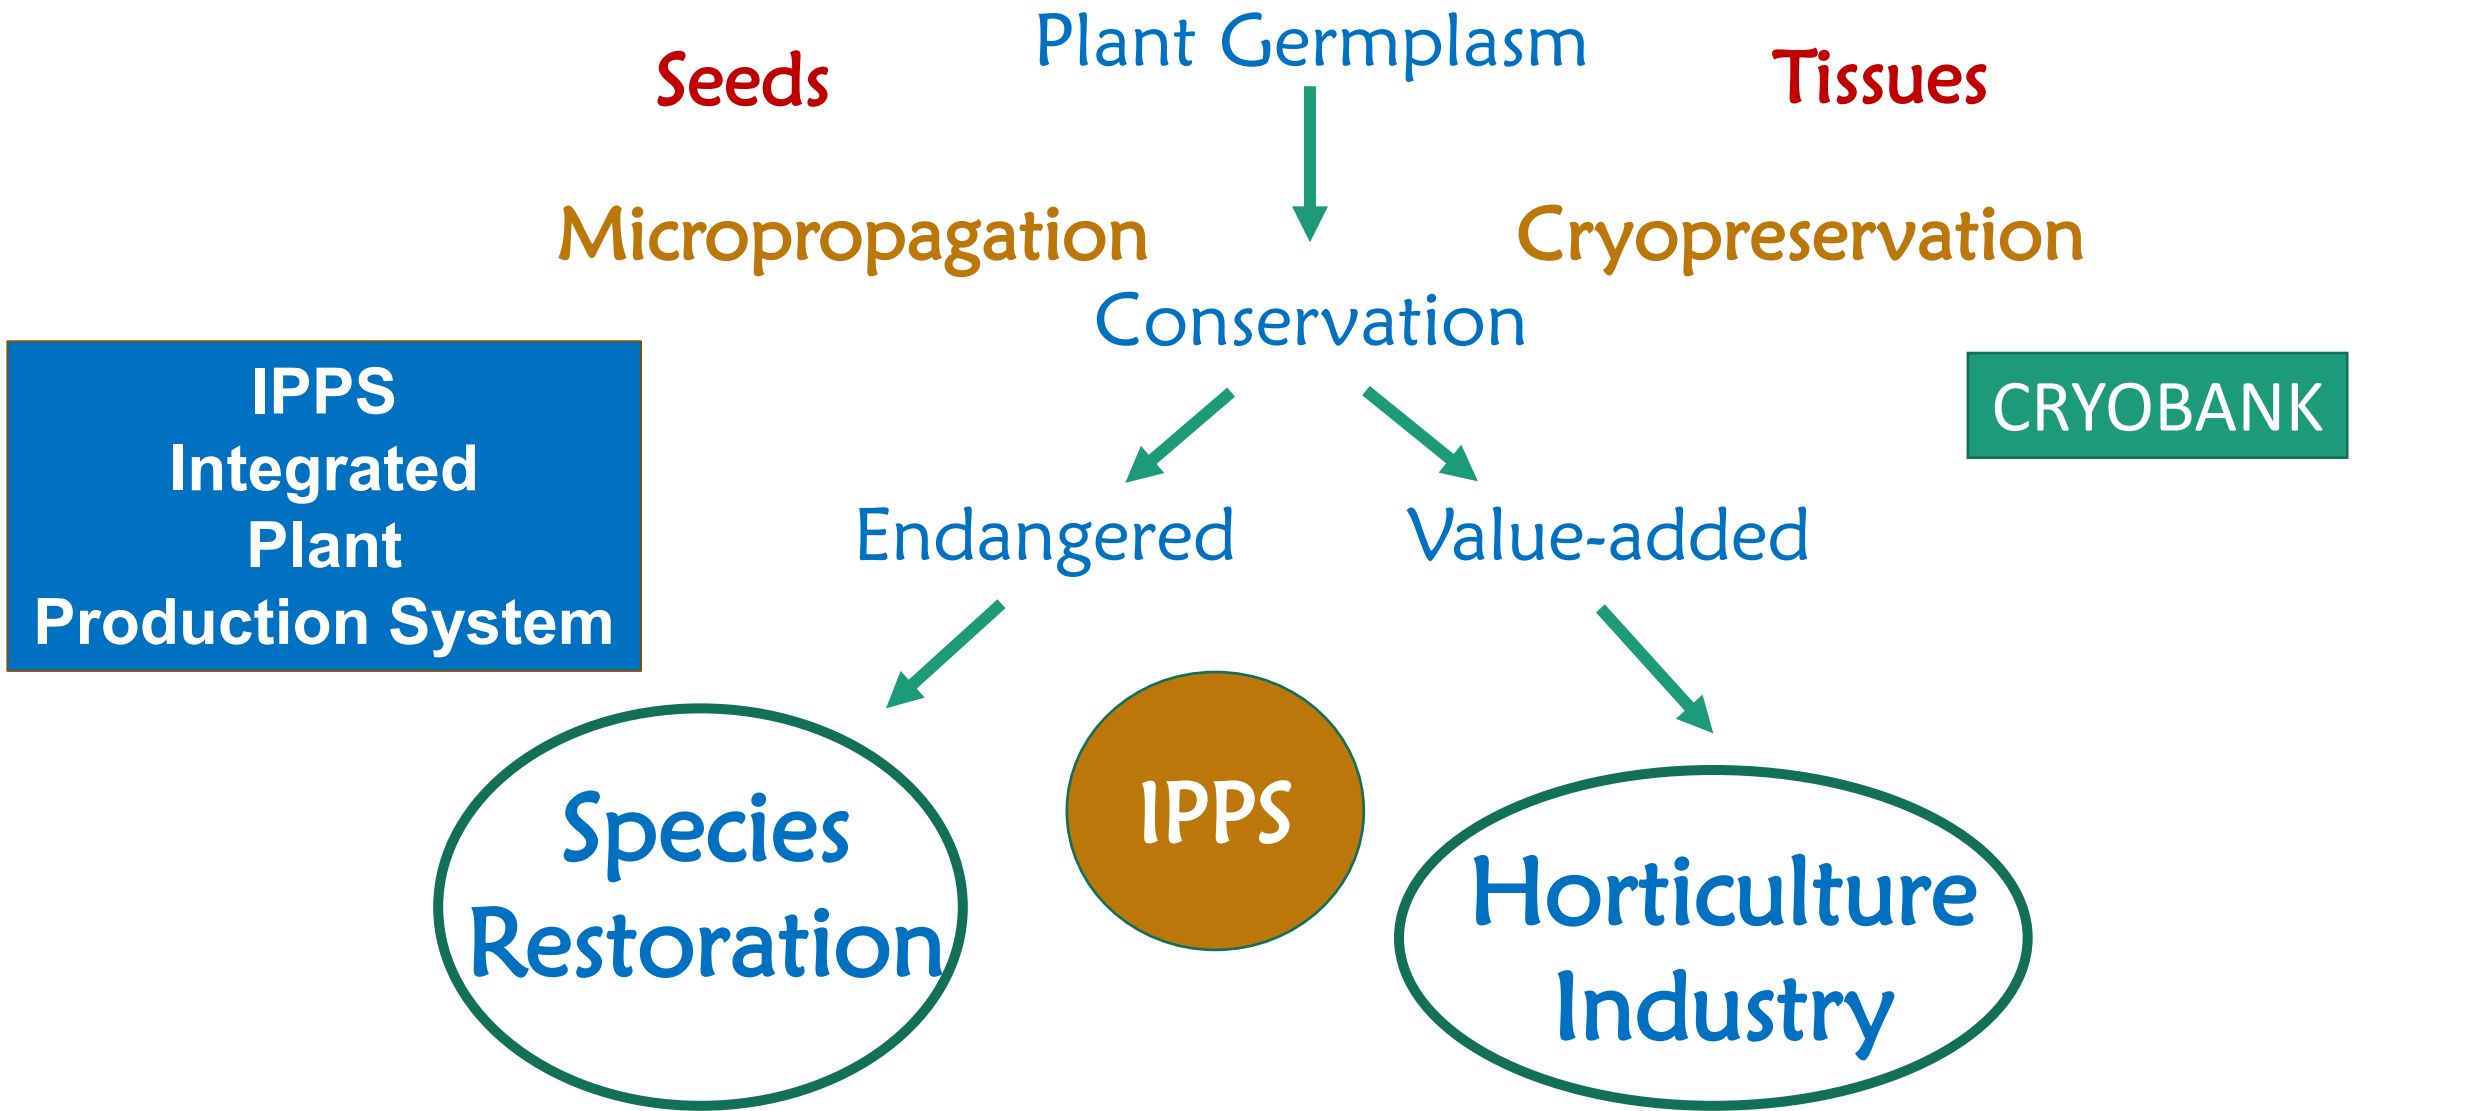 Plant Germplasm
Seeds
Tissues
Micropropagation
Cryopreservation
Conservation
IPPS
Integrated
Plant
Production System
CRYOBANK
Endangered
Value-added
Species
Restoration
IPPS
Horticulture
Industry